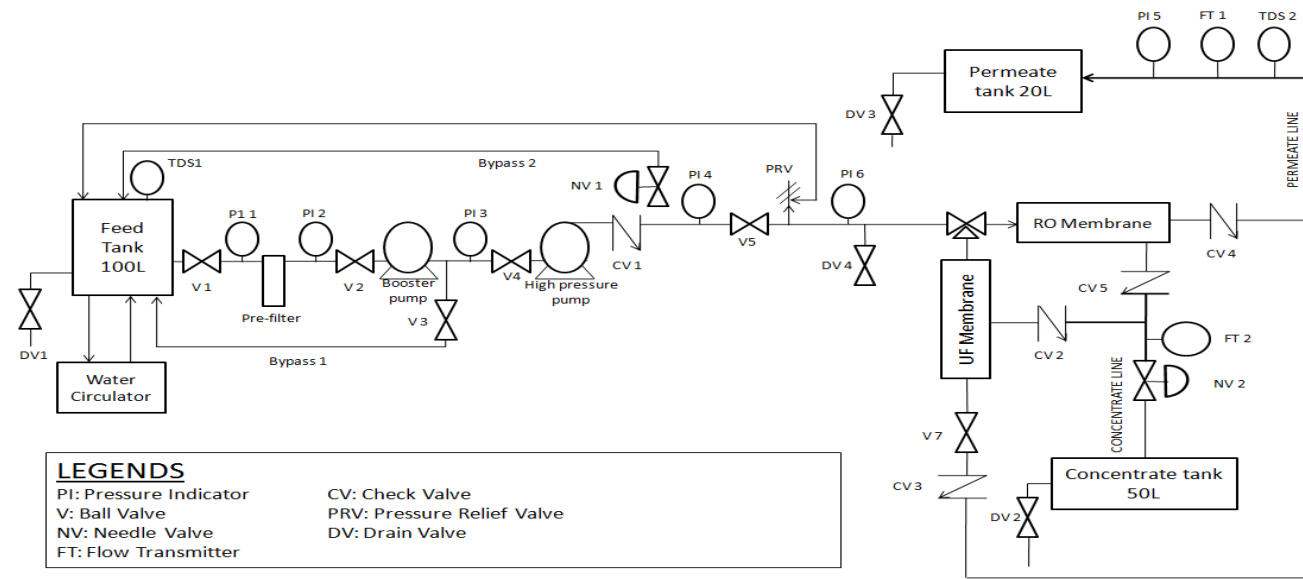 PI 5
FT 1
TDS 2
Permeate
tank 20L
DV 3
PERMEATE LINE
TDS1
Bypass 2
NV 1
PI 4
PRV
PI 6
Feed
Tank
100L
P1 1
PI 2
PI 3
V5
RO Membrane
CV 1
CV 4
DV 4
V 1
V 2
Booster
pump
V4
High pressure
pump
CV 5
Pre-filter
V 3
UF Membrane
CV 2
FT 2
DV1
Bypass 1
Water
Circulator
NV 2
CONCENTRATE LINE
V 7
LEGENDS
PI: Pressure Indicator
CV: Check Valve
V: Ball Valve
PRV: Pressure Relief Valve
NV: Needle Valve
DV: Drain Valve
FT: Flow Transmitter
CV 3
Concentrate tank
50L
DV 2